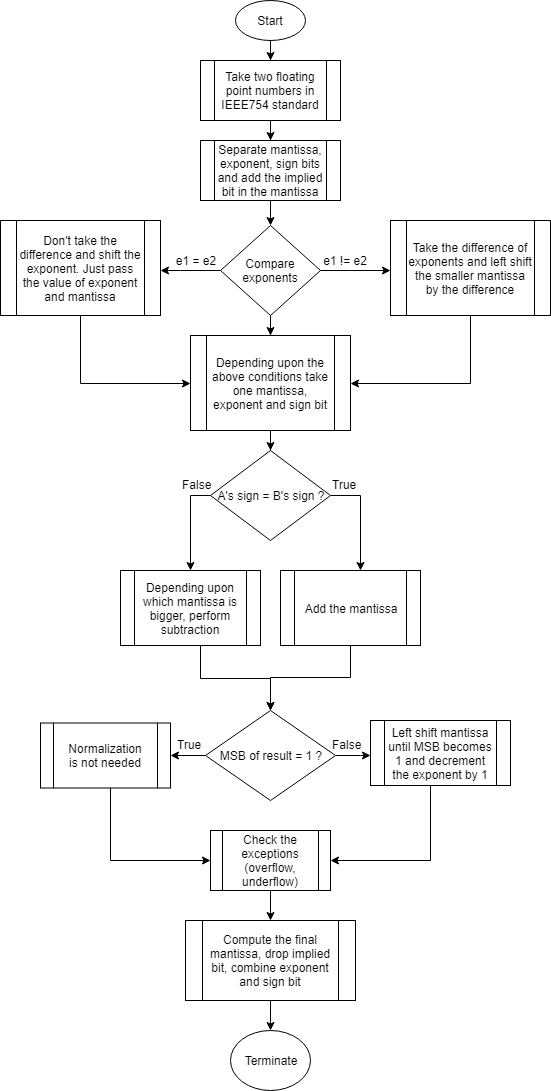 Start
Take two floating
point numbers in
IEEE754 standard
Separate mantissa,
exponent, sign bits
and add the implied
bit in the mantissa
Don't take the
difference and shift the
exponent. Just pass
the value of exponent
and mantissa
e1 = e2
Compare
exponents
e1 != e2
Take the difference of
exponents and left shift
the smaller mantissa
by the difference
Depending upon the
above conditions take
one mantissa,
exponent and sign bit
False
A's sign = B's sign ?
True
Depending upon
which mantissa is
bigger, perform
subtraction
Add the mantissa
Normalization
is not needed
True
MSB of result = 1 ?
False
Left shift mantissa
until MSB becomes
1 and decrement
the exponent by 1
Check the
exceptions
(overflow,
underflow)
Compute the final
mantissa, drop implied
bit, combine exponent
and sign bit
Terminate